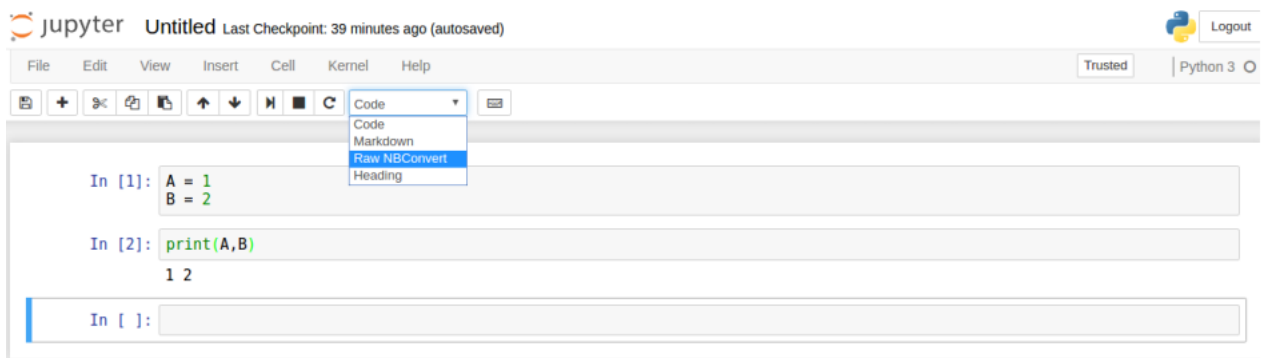 jupyter Untitled Last Checkpoint: 39 minutes ago (autosaved) Logout
File Edit View Insert Cell Kernel Help Trusted Python 3
Code
Code
Markdown
Raw NBConvert
Heading
In [1]: A = 1
B = 2
In [2]: print(A,B)
1 2
In [ ]: